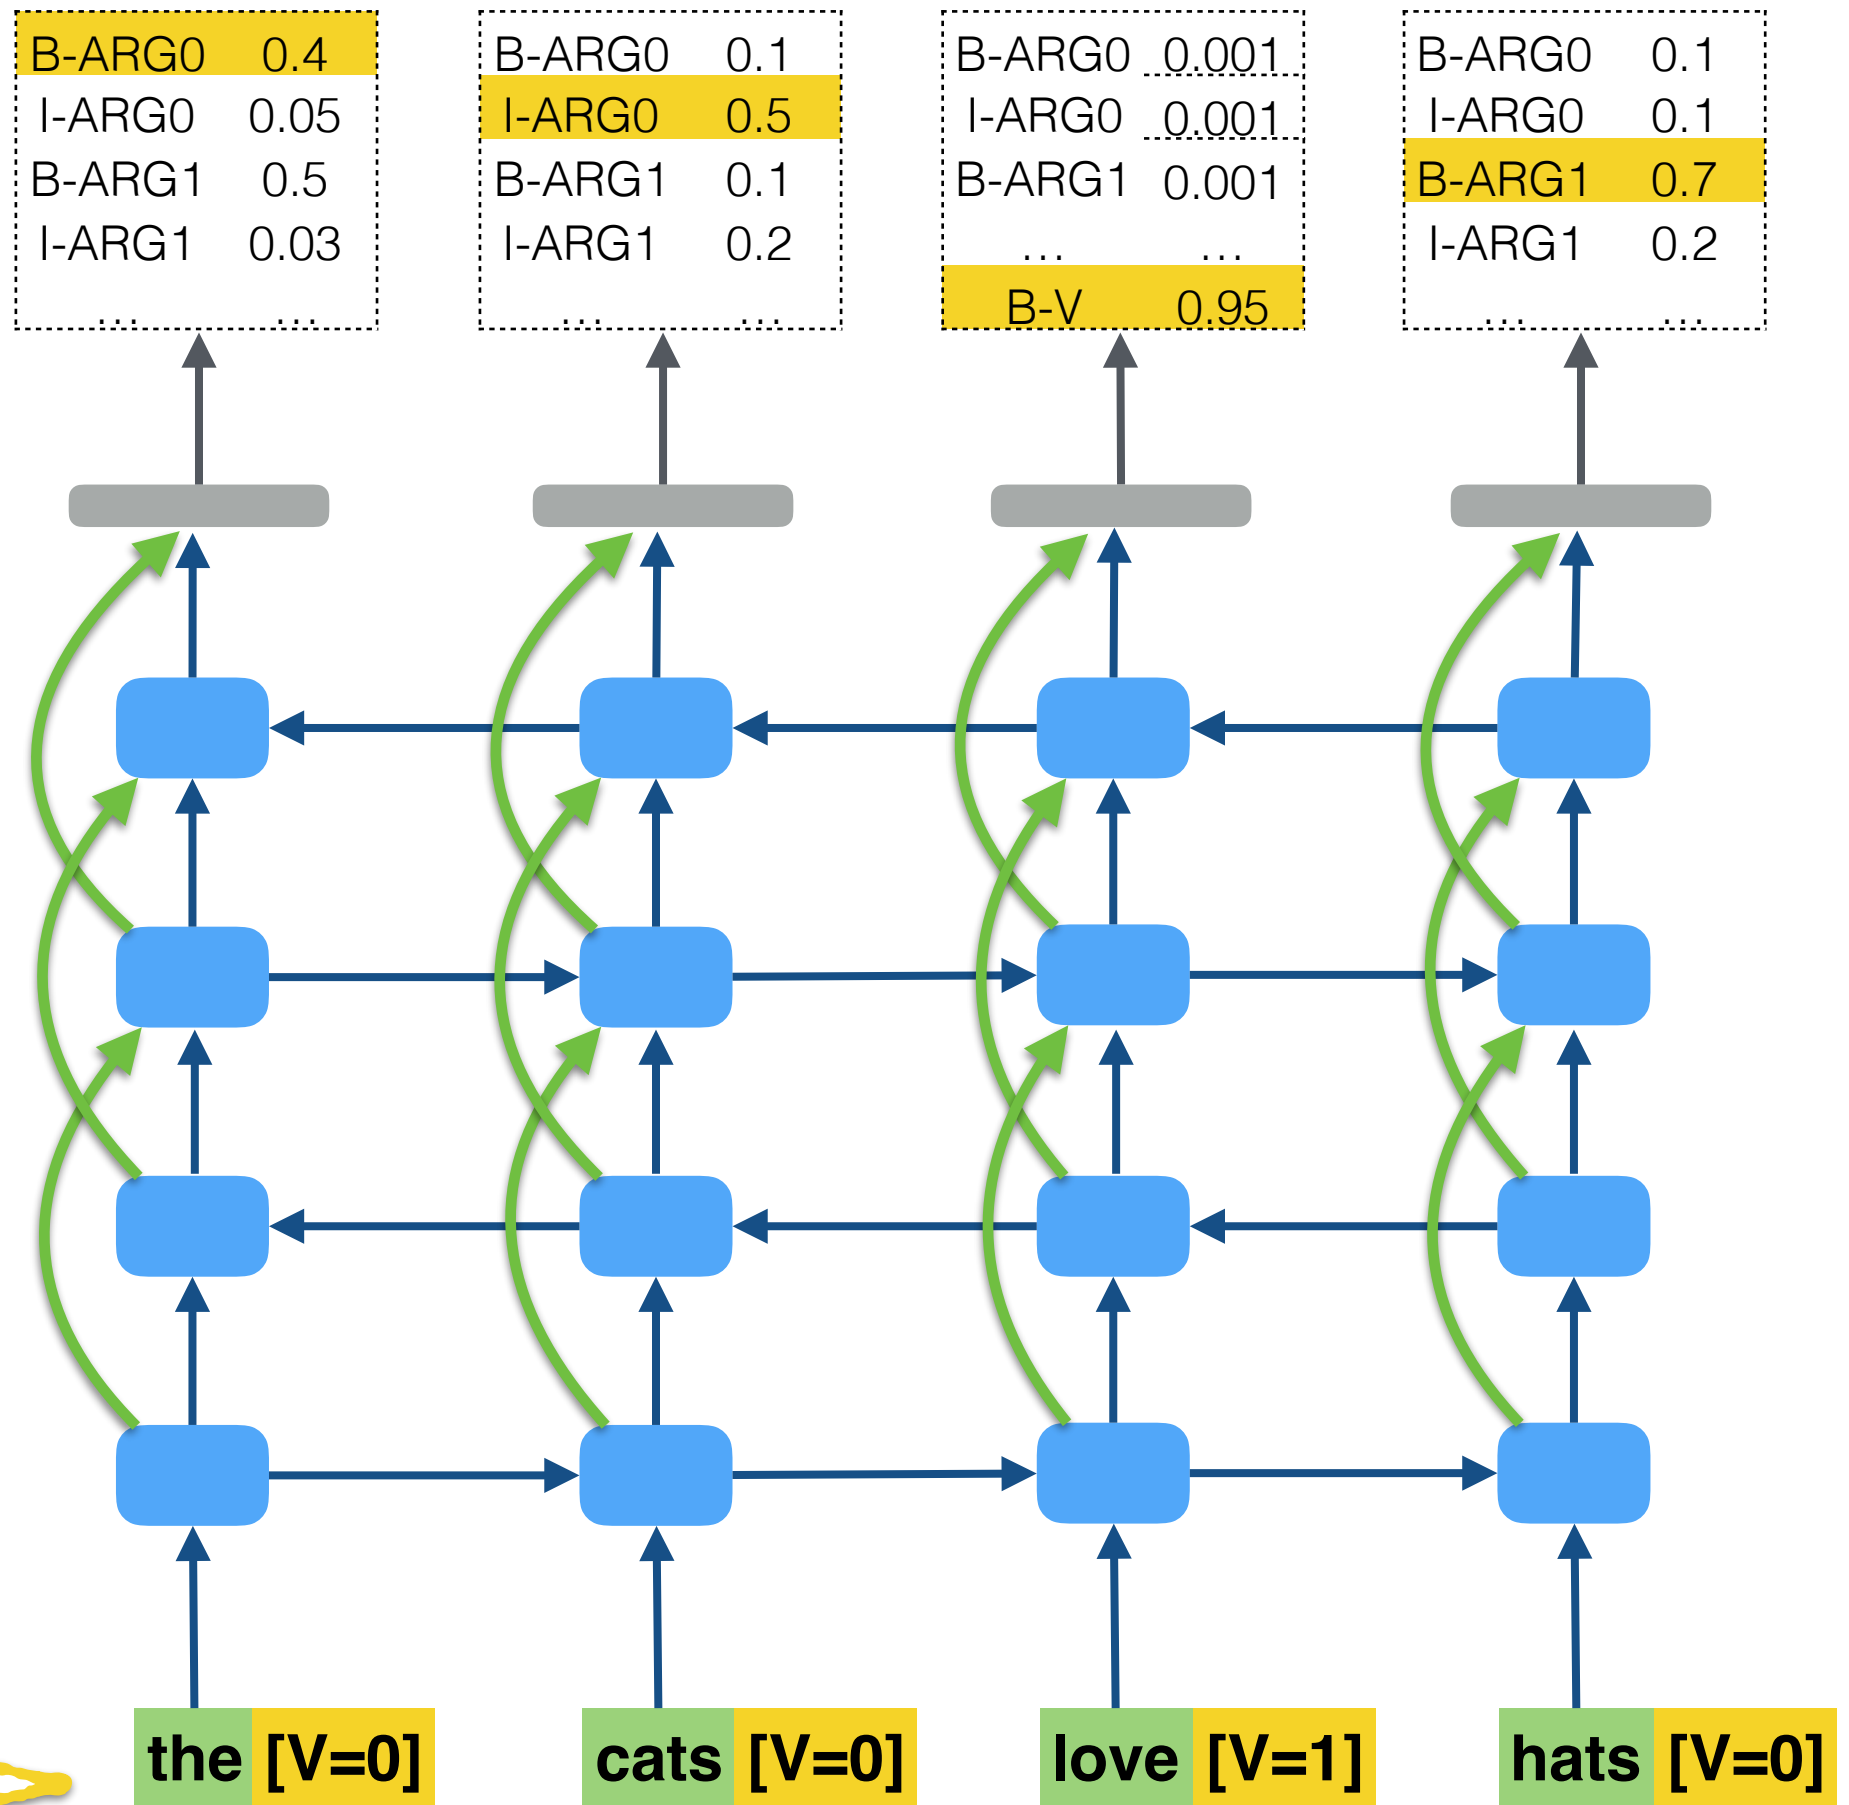 B-ARG0 0.4
I-ARG0 0.05
B-ARG1 0.5
I-ARG1 0.03
... ...
B-ARG0 0.1
I-ARG0 0.5
B-ARG1 0.1
I-ARG1 0.2
... ...
B-ARG0 0.001
I-ARG0 0.001
B-ARG1 0.001
... ...
B-V 0.95
B-ARG0 0.1
I-ARG0 0.1
B-ARG1 0.7
I-ARG1 0.2
... ...
the [V=0] cats [V=0] love [V=1] hats [V=0]